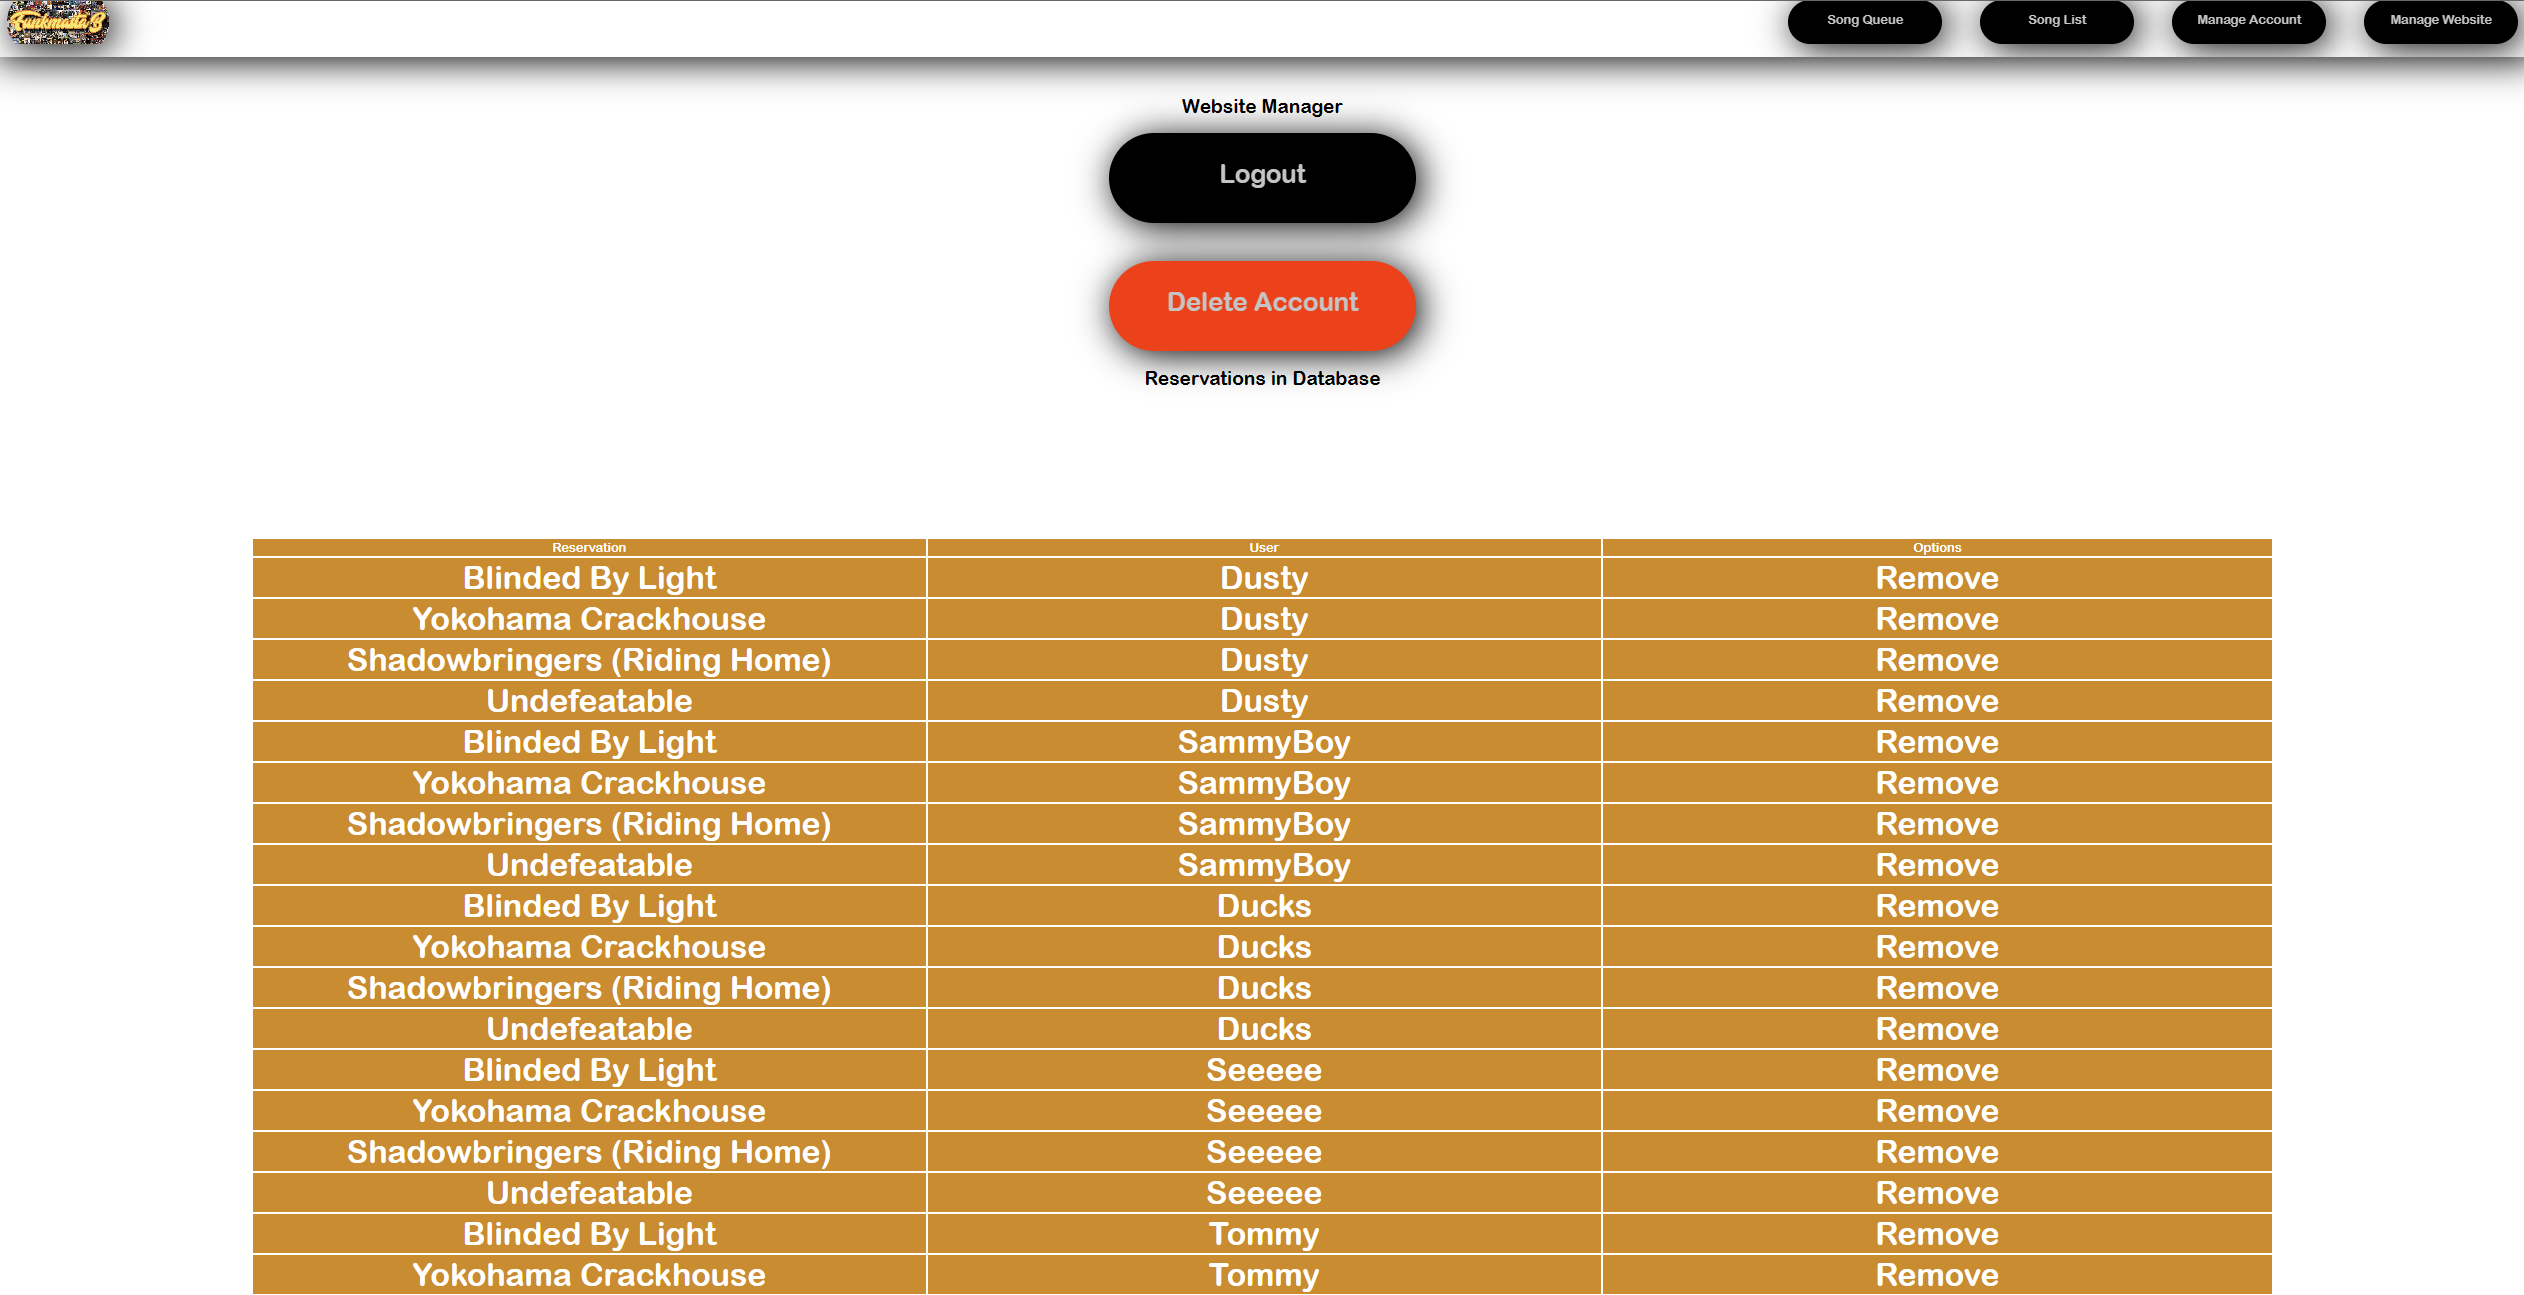 Funkmasta B
Song Queue Song List Manage Account Manage Website
Website Manager
Logout
Delete Account
Reservations in Database
Reservation User Options
Blinded By Light Dusty Remove
Yokohama Crackhouse Dusty Remove
Shadowbringers (Riding Home) Dusty Remove
Undefeatable Dusty Remove
Blinded By Light SammyBoy Remove
Yokohama Crackhouse SammyBoy Remove
Shadowbringers (Riding Home) SammyBoy Remove
Undefeatable SammyBoy Remove
Blinded By Light Ducks Remove
Yokohama Crackhouse Ducks Remove
Shadowbringers (Riding Home) Ducks Remove
Undefeatable Ducks Remove
Blinded By Light Seeeee Remove
Yokohama Crackhouse Seeeee Remove
Shadowbringers (Riding Home) Seeeee Remove
Undefeatable Seeeee Remove
Blinded By Light Tommy Remove
Yokohama Crackhouse Tommy Remove